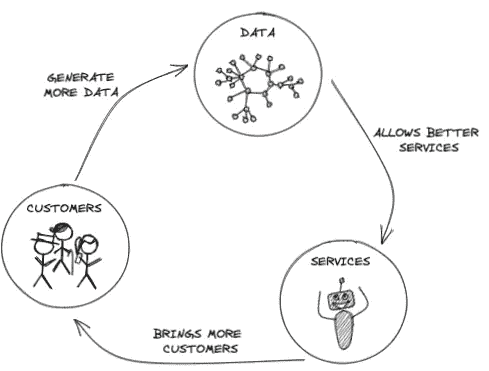 DATA
GENERATE
MORE DATA
ALLOWS BETTER
SERVICES
CUSTOMERS
SERVICES
BRINGS MORE
CUSTOMERS